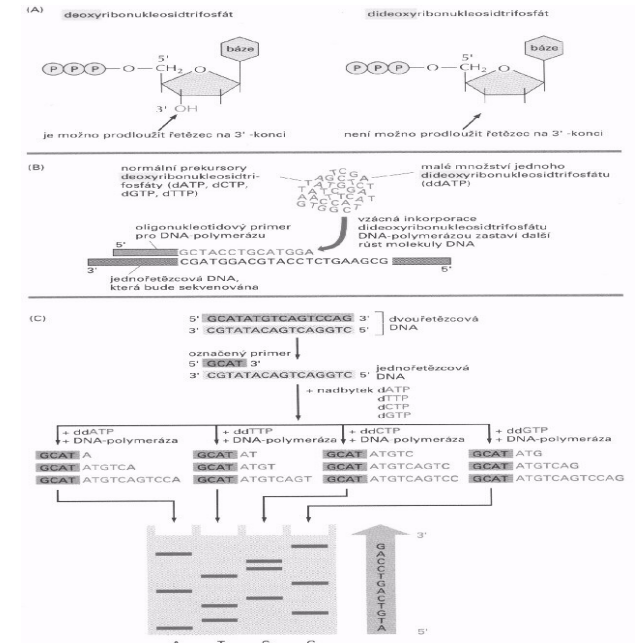 (A)
deoxyribonukleosidtrifosfát
dideoxyribonukleosidtrifosfát
báze
báze
5'
5'
P P P O CH2 O
P P P O CH2 O
3' OH
je možno prodloužit řetězec na 3' -konci
není možno prodloužit řetězec na 3' -konci
(B)
normální prekursory
deoxyribonukleosidtri-
fosfáty (dATP, dCTP,
dGTP, dTTP)
malé množství jednoho
dideoxyribonukleosidtrifosfátu
(ddATP)
oligonukleotidový primer
pro DNA-polymerázu
vzácná inkorporace
dideoxyribonukleosidtrifosfátu
DNA-polymerázou zastaví další
růst molekuly DNA
5'
GCTACCTGCATGGA
CGATGGACGTACCTCTGAAGCG
3'
5'
jednořetězcová DNA,
která bude sekvenována
(C)
5' GCATATGTCAGTCCAG 3'
3' CGTATACAGTCAGGTC 5'
dvouřetězcová
DNA
označený primer
5' GCAT 3'
3' CGTATACAGTCAGGTC 5'
jednořetězcová
DNA
+ nadbytek dATP
dTTP
dCTP
dGTP
+ ddATP
+ DNA-polymeráza
+ ddTTP
+ DNA-polymeráza
+ ddCTP
+ DNA polymeráza
+ ddGTP
+ DNA-polymeráza
GCAT A
GCAT ATGTCA
GCAT ATGTCAGTCCA
GCAT AT
GCAT ATGT
GCAT ATGTCAGT
GCAT ATGTC
GCAT ATGTCAGTC
GCAT ATGTCAGTCC
GCAT ATG
GCAT ATGTCAG
GCAT ATGTCAGTCCAG
3'
GACCTGACTGTA
5'